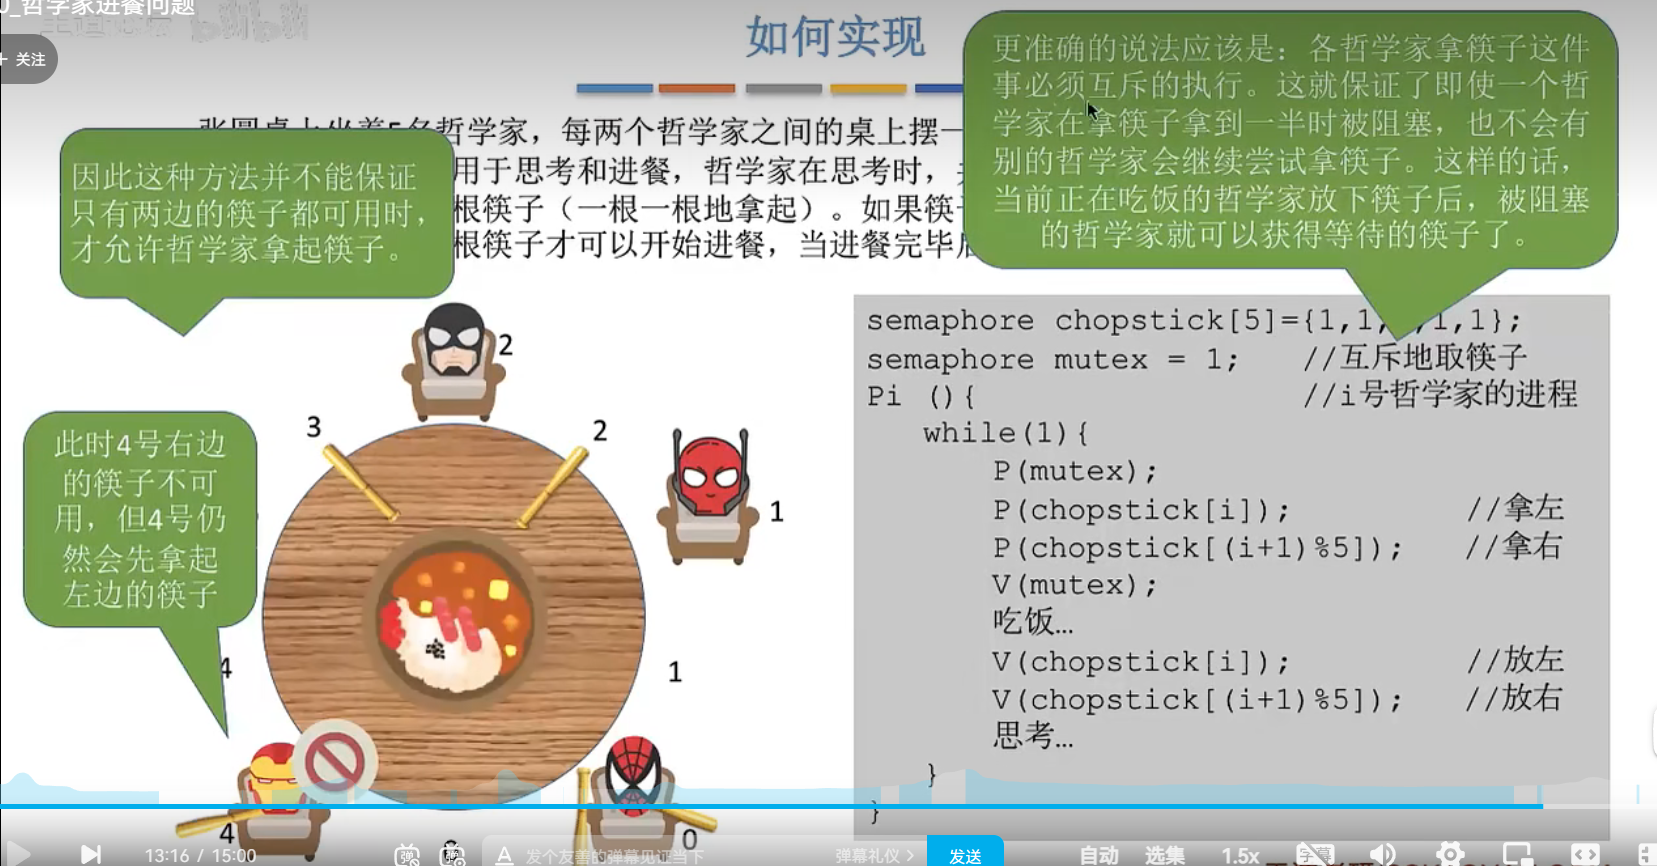 0_哲学家进餐问题
+ 关注
如何实现
张圆桌上坐着5名哲学家，每两个哲学家之间的桌上摆一
用于思考和进餐，哲学家在思考时，
根筷子（一根一根地拿起）。如果筷
根筷子才可以开始进餐，当进餐完毕
更准确的说法应该是：各哲学家拿筷子这件
事必须互斥的执行。这就保证了即使一个哲
学家在拿筷子拿到一半时被阻塞，也不会有
别的哲学家会继续尝试拿筷子。这样的话，
当前正在吃饭的哲学家放下筷子后，被阻塞
的哲学家就可以获得等待的筷子了。
因此这种方法并不能保证
只有两边的筷子都可用时，
才允许哲学家拿起筷子。
此时4号右边
的筷子不可
用，但4号仍
然会先拿起
左边的筷子
2
3
2
1
1
4
4
0
semaphore chopstick[5]={1,1, ,1,1};
semaphore mutex = 1; //互斥地取筷子
Pi (){ //i号哲学家的进程
while(1){
P(mutex);
P(chopstick[i]); //拿左
P(chopstick[(i+1)%5]); //拿右
V(mutex);
吃饭…
V(chopstick[i]); //放左
V(chopstick[(i+1)%5]); //放右
思考…
}
}
13:16 / 15:00
弹
弹
A
发个友善的弹幕见证当下
弹幕礼仪 >
发送
自动
选集
1.5x
字幕